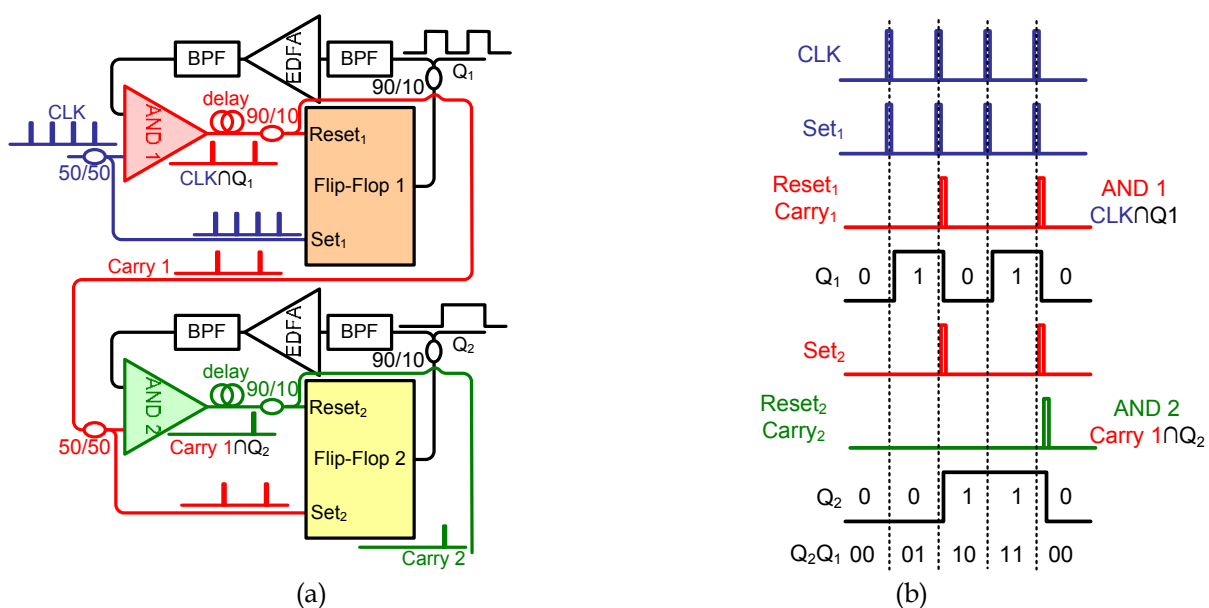 BPF
EDFA
BPF
Q₁
90/10
CLK
AND 1
delay
90/10
Reset₁
50/50
CLK∩Q₁
Flip-Flop 1
Set₁
Carry 1
BPF
EDFA
BPF
Q₂
90/10
AND 2
delay
90/10
Reset₂
50/50
Carry 1∩Q₂
Flip-Flop 2
Set₂
Carry 2
(a)
CLK
Set₁
Reset₁
Carry₁
AND 1
CLK∩Q1
Q₁ 0 1 0 1 0
Set₂
Reset₂
Carry₂
AND 2
Carry 1∩Q₂
Q₂ 0 0 1 1 0
Q₂Q₁ 00 01 10 11 00
(b)